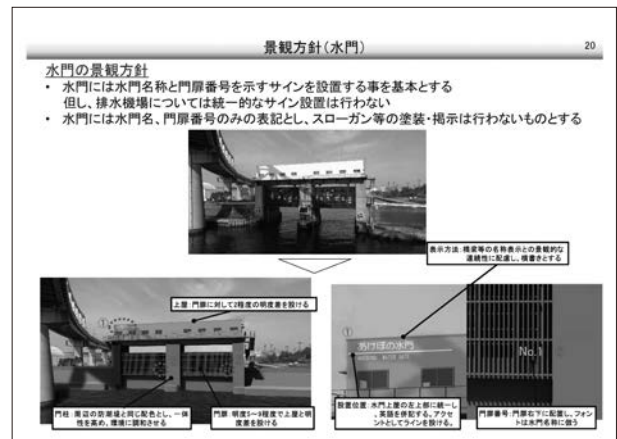 景観方針(水門)
20
水門の景観方針
・ 水門には水門名称と門扉番号を示すサインを設置する事を基本とする
但し、排水機場については統一的なサイン設置は行わない
・ 水門には水門名、門扉番号のみの表記とし、スローガン等の塗装・掲示は行わないものとする
表示方法:橋梁等の名称表示との景観的な
連続性に配慮し、横書きとする
上屋:門扉に対して2程度の明度差を設ける
①
門柱:周辺の防潮堤と同じ配色とし、一体
性を高め、環境に調和させる
門扉:明度5~9程度で上屋と明
度差を設ける
①
あけぼの水門
AKEBONO WATER GATE
No.1
設置位置:水門上屋の左上部に統一し
、英語を併記する。アクセ
ントとしてラインを設ける。
門扉番号:門扉右下に配置し、フォン
トは水門名称に倣う